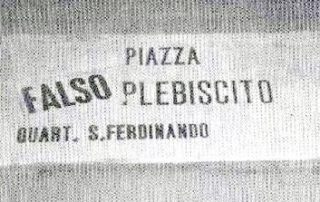 PIAZZA
FALSO PLEBISCITO
QUART. S.FERDINANDO